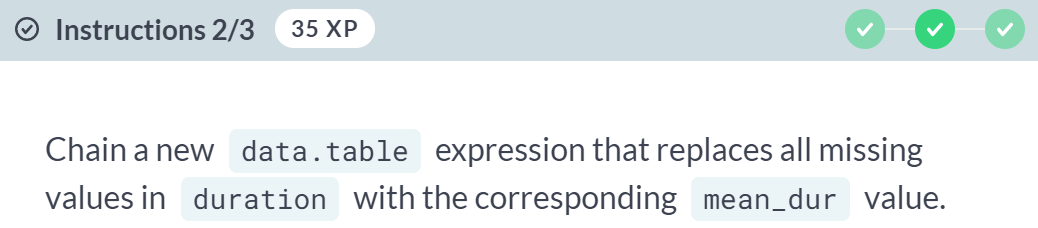 Instructions 2/3 35 XP
Chain a new data.table expression that replaces all missing
values in duration with the corresponding mean_dur value.